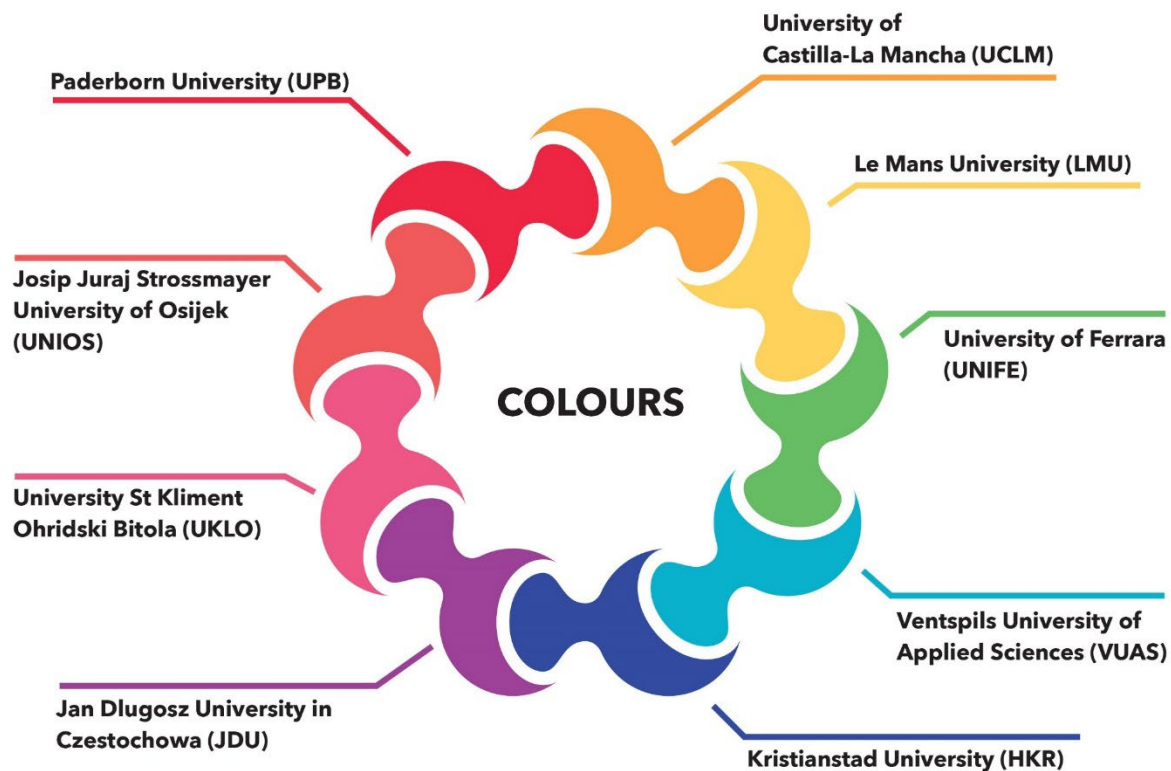 University of
Castilla-La Mancha (UCLM)
Paderborn University (UPB)
Le Mans University (LMU)
Josip Juraj Strossmayer
University of Osijek
(UNIOS)
University of Ferrara
(UNIFE)
COLOURS
University St Kliment
Ohridski Bitola (UKLO)
Ventspils University of
Applied Sciences (VUAS)
Jan Dlugosz University in
Czestochowa (JDU)
Kristianstad University (HKR)